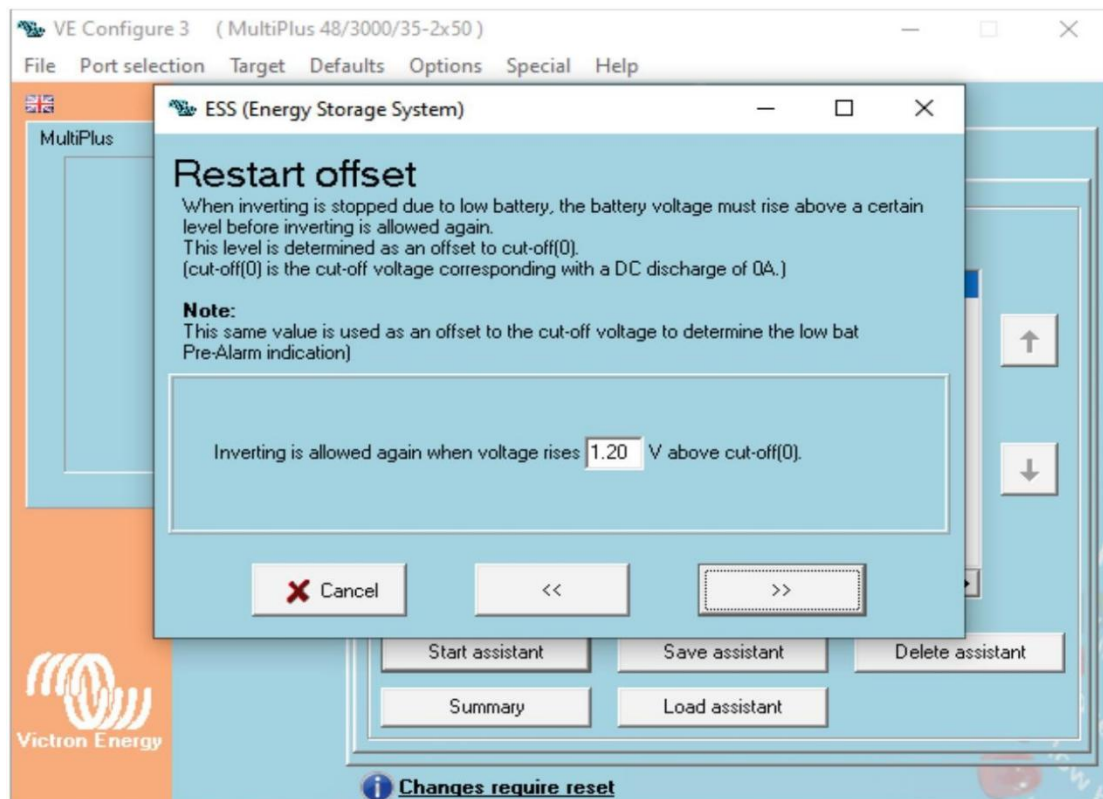 VE Configure 3 ( MultiPlus 48/3000/35-2x50 )
File Port selection Target Defaults Options Special Help
MultiPlus
ESS (Energy Storage System)
Restart offset
When inverting is stopped due to low battery, the battery voltage must rise above a certain
level before inverting is allowed again.
This level is determined as an offset to cut-off(0).
(cut-off(0) is the cut-off voltage corresponding with a DC discharge of 0A.)
Note:
This same value is used as an offset to the cut-off voltage to determine the low bat
Pre-Alarm indication)
Inverting is allowed again when voltage rises 1.20 V above cut-off(0).
Cancel << >>
Start assistant Save assistant Delete assistant
Summary Load assistant
Victron Energy
Changes require reset